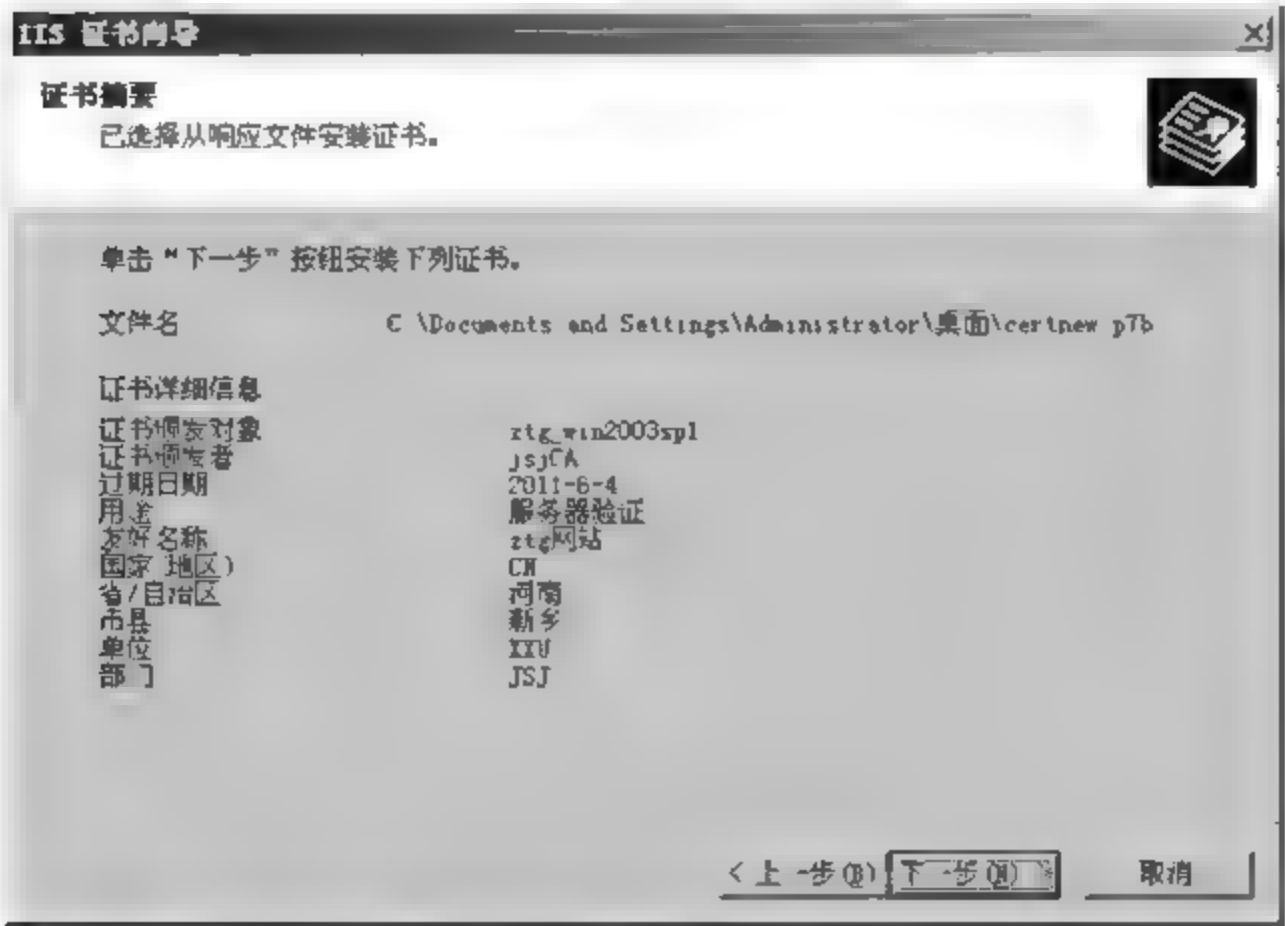 IIS 证书向导
证书摘要
已选择从响应文件安装证书。
单击“下一步”按钮安装下列证书。
文件名 C \Documents and Settings\Administrator\桌面\certnew p7b
证书详细信息
证书颁发对象 ztg_win2003sp1
证书颁发者 jsjCA
过期日期 2011-6-4
用途 服务器验证
友好名称 ztg网站
国家 地区) CN
省/自治区 河南
市县 新乡
单位 XXU
部门 JSJ
< 上一步(B) 下一步(N) > 取消